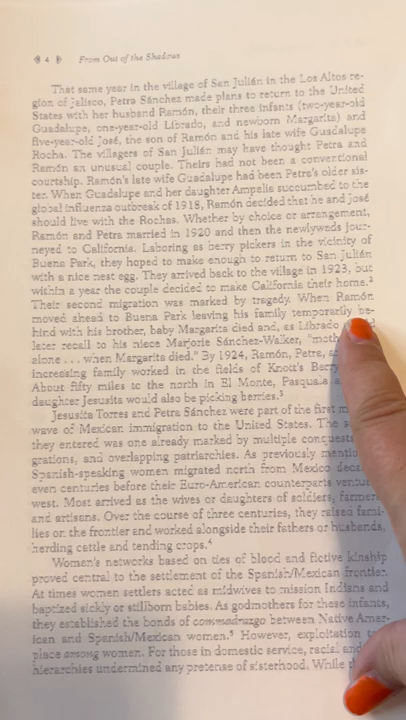 4 From Out of the Shadows
That same year in the village of San Julián in the Los Altos re-
gion of Jalisco, Petra Sánchez made plans to return to the United
States with her husband Ramón, their three infants (two-year-old
Guadalupe, one-year-old Librado, and newborn Margarita) and
five-year-old José, the son of Ramón and his late wife Guadalupe
Rocha. The villagers of San Julián may have thought Petra and
Ramón an unusual couple. Theirs had not been a conventional
courtship. Ramón's late wife Guadalupe had been Petra's older sis-
ter. When Guadalupe and her daughter Ampelia succumbed to the
global influenza outbreak of 1918, Ramón decided that he and José
should live with the Rochas. Whether by choice or arrangement,
Ramón and Petra married in 1920 and then the newlyweds jour-
neyed to California. Laboring as berry pickers in the vicinity of
Buena Park, they hoped to make enough to return to San Julián
with a nice nest egg. They arrived back to the village in 1923, but
within a year the couple decided to make California their home.²
Their second migration was marked by tragedy. When Ramón
moved ahead to Buena Park leaving his family temporarily be-
hind with his brother, baby Margarita died and, as Librado
later recall to his niece Marjorie Sánchez-Walker,
alone . . . when Margarita died." By 1924, Ramón, Petra,
increasing family worked in the fields of Knott's
About fifty miles to the north in El Monte,
daughter Jesusita would also be picking berries.³
Jesusita Torres and Petra Sánchez were part of the first
wave of Mexican immigration to the United States. The
they entered was one already marked by multiple
grations, and overlapping patriarchies. As previously
Spanish-speaking women migrated north from Mexico
even centuries before their Euro-American counterparts
west. Most arrived as the wives or daughters of soldiers,
and artisans. Over the course of three centuries, they raised fami-
lies on the frontier and worked alongside their fathers or husbands,
herding cattle and tending crops.⁴
Women's networks based on ties of blood and fictive kinship
proved central to the settlement of the Spanish/Mexican frontier.
At times women settlers acted as midwives to mission Indians and
baptized sickly or stillborn babies. As godmothers for those infants,
they established the bonds of commadrazgo between Native Amer-
ican and Spanish/Mexican women.⁵ However, exploitation
place among women. For those in domestic service, racial and
hierarchies undermined any pretense of sisterhood. While